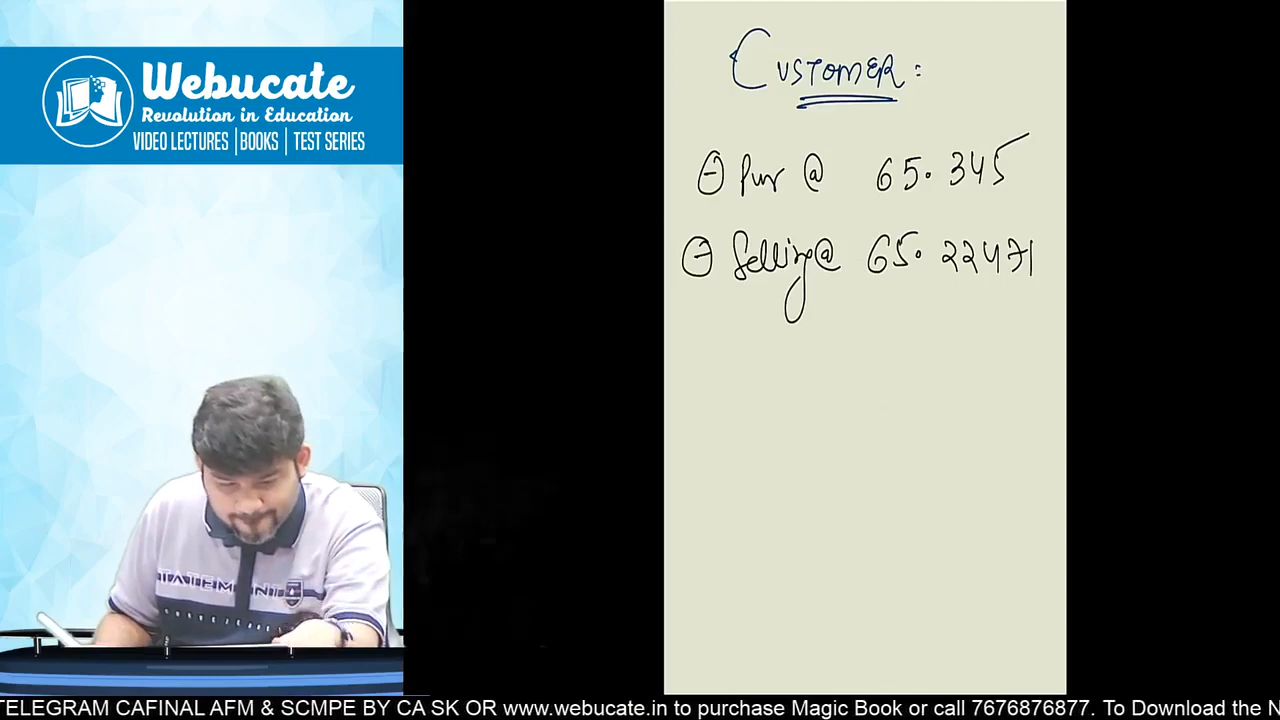 Webucate
Revolution in Education
VIDEO LECTURES | BOOKS | TEST SERIES
CUSTOMER :
Pur @ 65.345
Selling @ 65.22471
TATEMENT
TELEGRAM CAFINAL AFM & SCMPE BY CA SK OR www.webucate.in to purchase Magic Book or call 7676876877. To Download the N